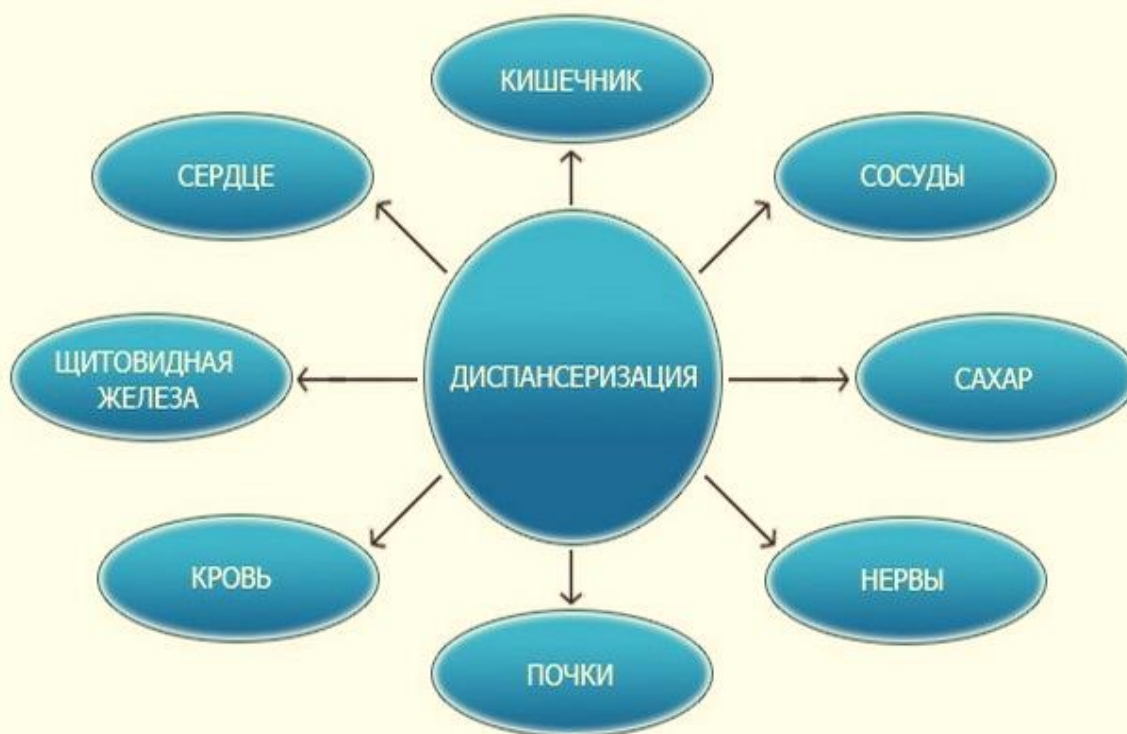 КИШЕЧНИК
СЕРДЦЕ
СОСУДЫ
ЩИТОВИДНАЯ
ЖЕЛЕЗА
ДИСПАНСЕРИЗАЦИЯ
САХАР
КРОВЬ
НЕРВЫ
ПОЧКИ